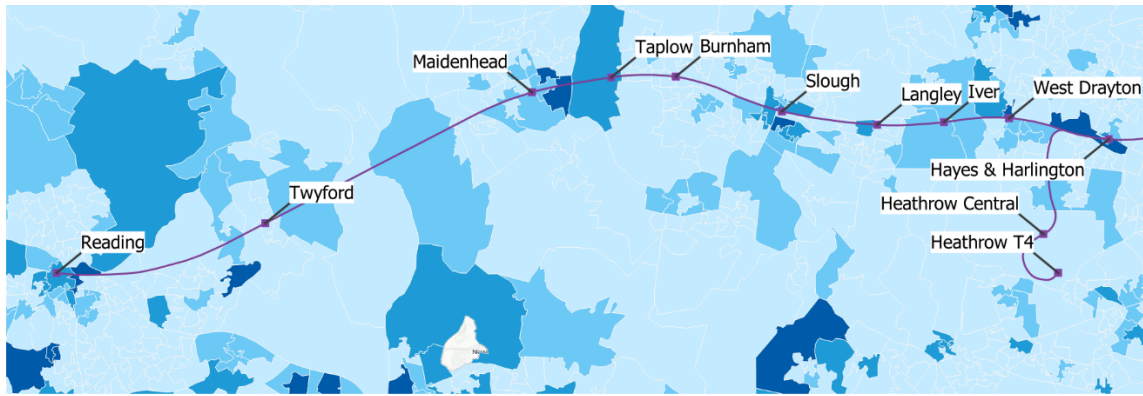 Maidenhead
Taplow
Burnham
Slough
Langley
Iver
West Drayton
Hayes & Harlington
Twyford
Heathrow Central
Reading
Heathrow T4